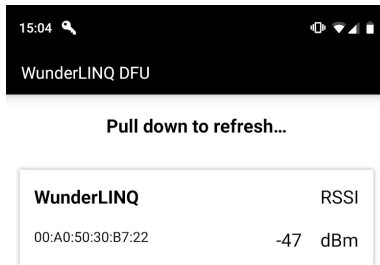 15:04
WunderLINQ DFU
Pull down to refresh...
WunderLINQ RSSI
00:A0:50:30:B7:22 -47 dBm